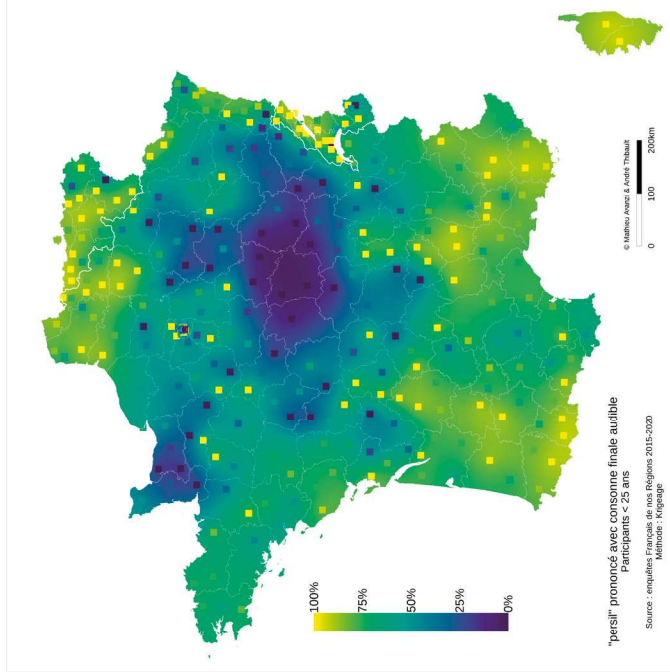 "persil" prononcé avec consonne finale audible
Participants < 25 ans
Source : enquêtes Français de nos Régions 2015-2020
Méthode : Krigeage
100%
75%
50%
25%
0%
© Mathieu Avanzi & André Thibault
0 100 200km